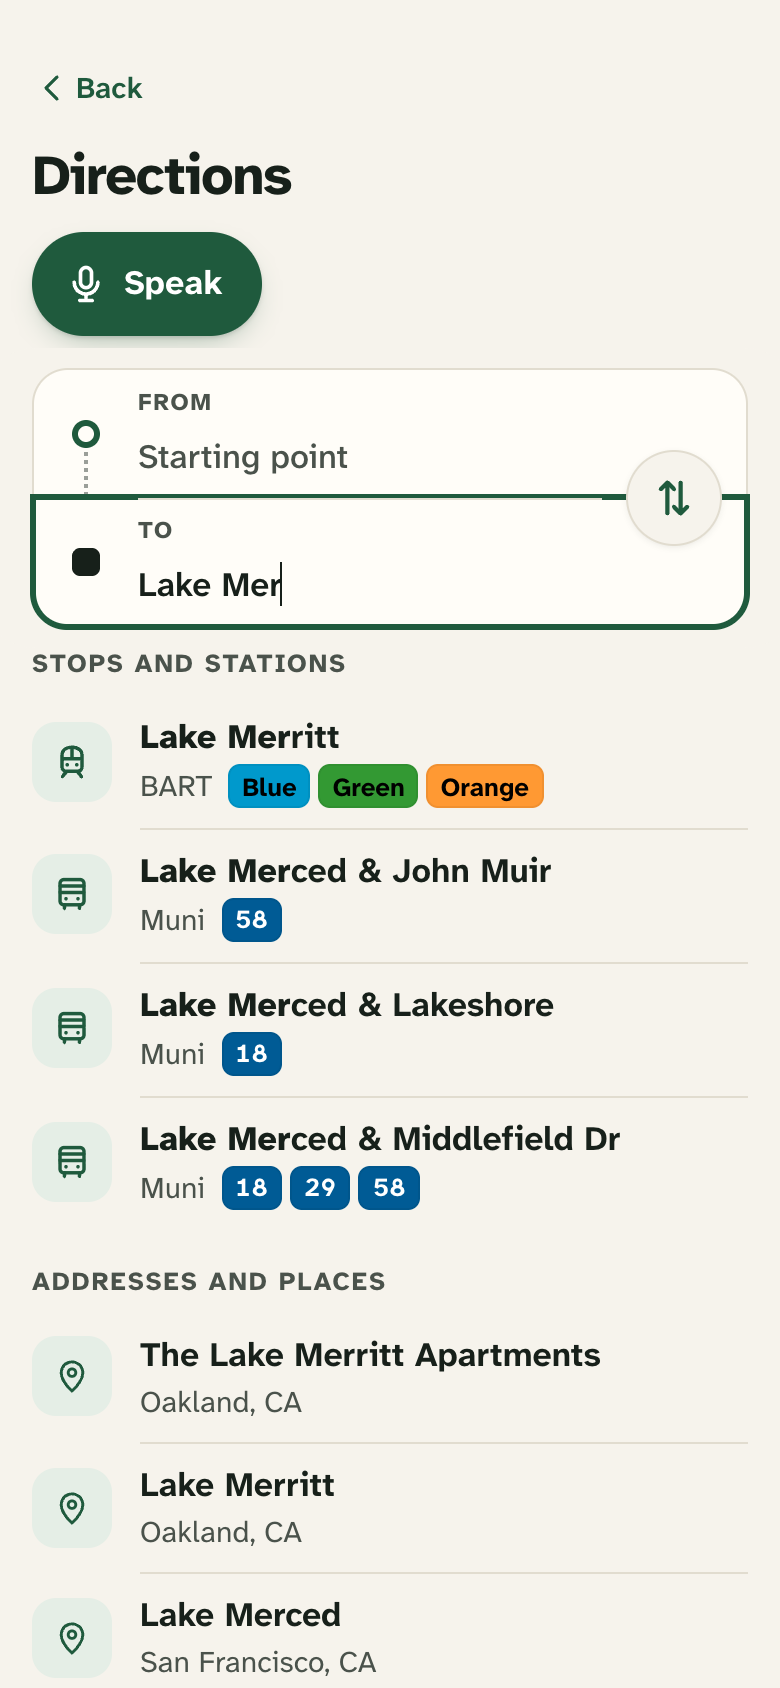 Back
Directions
Speak
FROM
Starting point
TO
Lake Mer
STOPS AND STATIONS
Lake Merritt
BART Blue Green Orange
Lake Merced & John Muir
Muni 58
Lake Merced & Lakeshore
Muni 18
Lake Merced & Middlefield Dr
Muni 18 29 58
ADDRESSES AND PLACES
The Lake Merritt Apartments
Oakland, CA
Lake Merritt
Oakland, CA
Lake Merced
San Francisco, CA